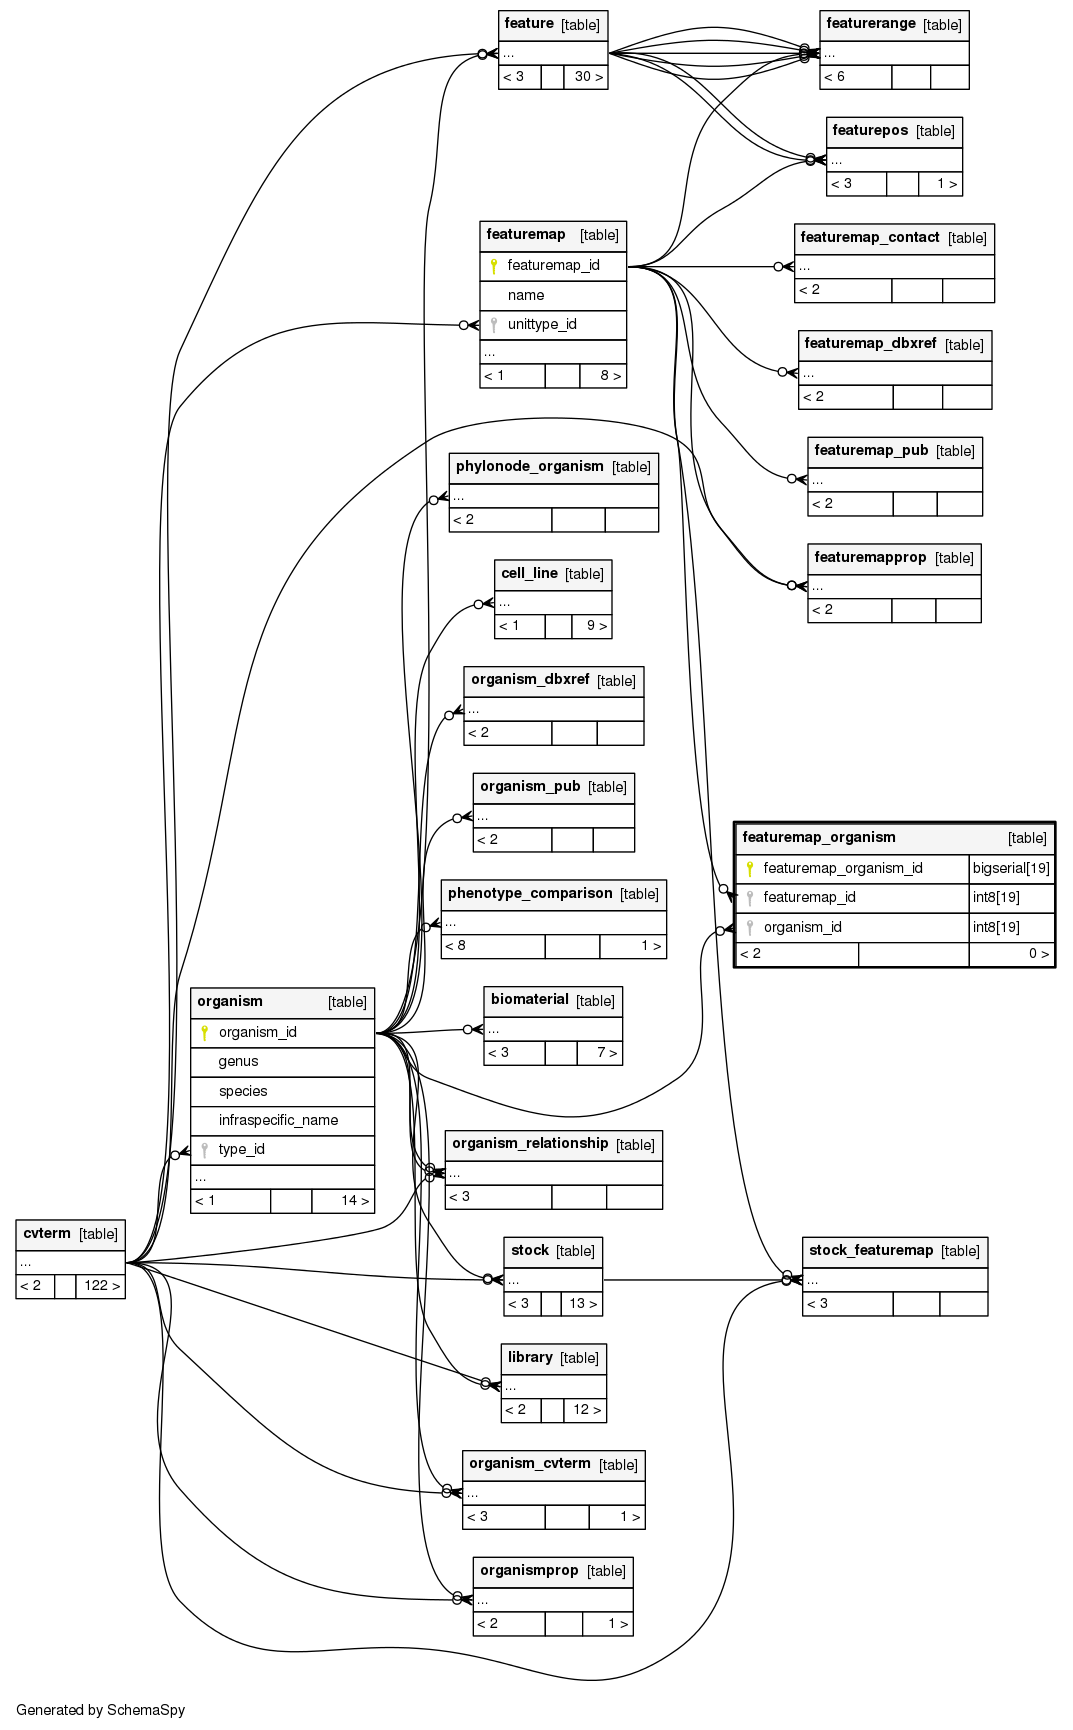 feature [table]
...
< 3 30 >
featurerange [table]
...
< 6
featurepos [table]
...
< 3 1 >
featuremap [table]
featuremap_id
name
unittype_id
...
< 1 8 >
featuremap_contact [table]
...
< 2
featuremap_dbxref [table]
...
< 2
featuremap_pub [table]
...
< 2
phylonode_organism [table]
...
< 2
featuremapprop [table]
...
< 2
cell_line [table]
...
< 1 9 >
organism_dbxref [table]
...
< 2
organism_pub [table]
...
< 2
featuremap_organism [table]
featuremap_organism_id bigserial[19]
featuremap_id int8[19]
organism_id int8[19]
< 2 0 >
phenotype_comparison [table]
...
< 8 1 >
organism [table]
organism_id
genus
species
infraspecific_name
type_id
...
< 1 14 >
biomaterial [table]
...
< 3 7 >
organism_relationship [table]
...
< 3
cvterm [table]
...
< 2 122 >
stock [table]
...
< 3 13 >
stock_featuremap [table]
...
< 3
library [table]
...
< 2 12 >
organism_cvterm [table]
...
< 3 1 >
organismprop [table]
...
< 2 1 >
Generated by SchemaSpy